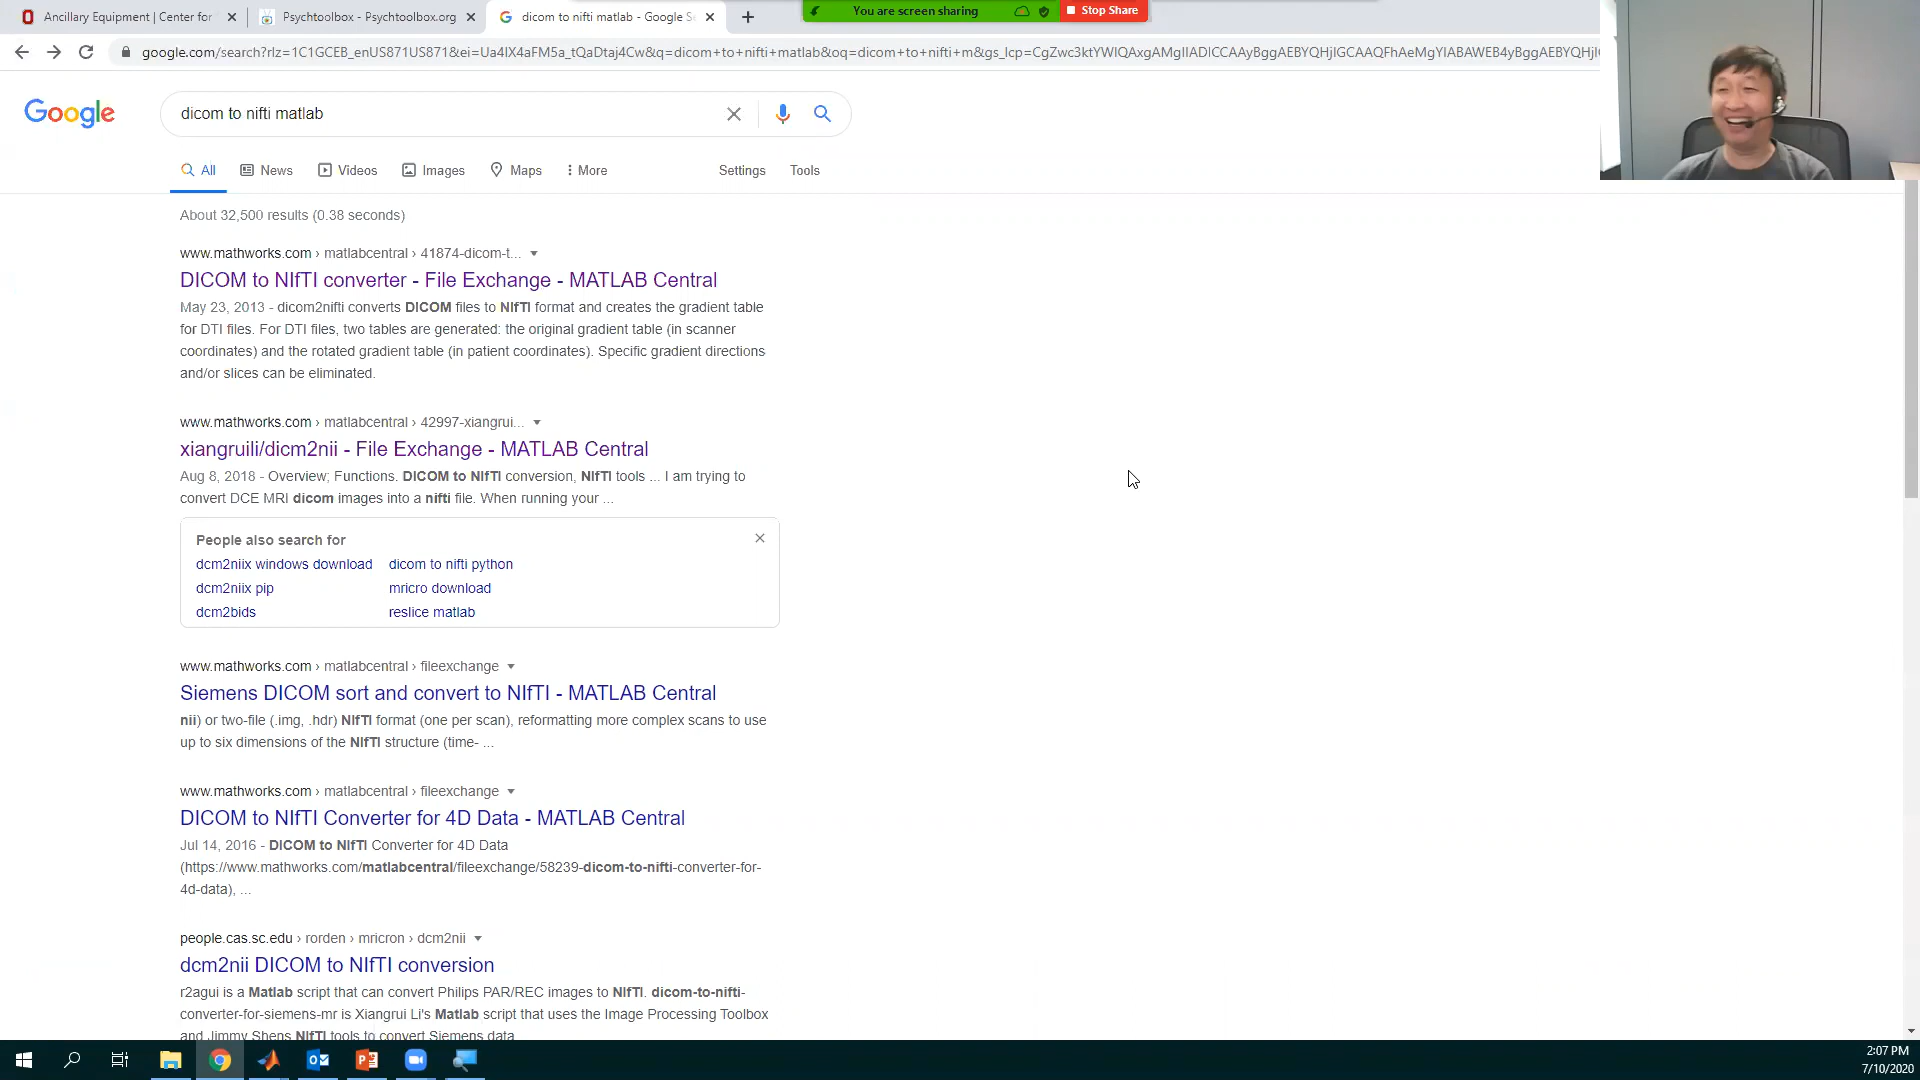 Ancillary Equipment | Center for
Psychtoolbox - Psychtoolbox.org
dicom to nifti matlab - Google Se
You are screen sharing
Stop Share
google.com/search?rlz=1C1GCEB_enUS871US871&ei=Ua4IX4aFM5a_tQaDtaj4Cw&q=dicom+to+nifti+matlab&oq=dicom+to+nifti+m&gs_lcp=CgZwc3ktYWIQAxgAMgIIADICCAAyBggAEBYQHjIGCAAQFhAeMgYIABAWEB4yBggAEBYQHjIG
Google
dicom to nifti matlab
All
News
Videos
Images
Maps
More
Settings
Tools
About 32,500 results (0.38 seconds)
www.mathworks.com › matlabcentral › 41874-dicom-t...
DICOM to NIfTI converter - File Exchange - MATLAB Central
May 23, 2013 - dicom2nifti converts DICOM files to NIfTI format and creates the gradient table
for DTI files. For DTI files, two tables are generated: the original gradient table (in scanner
coordinates) and the rotated gradient table (in patient coordinates). Specific gradient directions
and/or slices can be eliminated.
www.mathworks.com › matlabcentral › 42997-xiangrui...
xiangruili/dicm2nii - File Exchange - MATLAB Central
Aug 8, 2018 - Overview; Functions. DICOM to NIfTI conversion, NIfTI tools ... I am trying to
convert DCE MRI dicom images into a nifti file. When running your ...
People also search for
dcm2niix windows download
dicom to nifti python
dcm2niix pip
mricro download
dcm2bids
reslice matlab
www.mathworks.com › matlabcentral › fileexchange
Siemens DICOM sort and convert to NIfTI - MATLAB Central
nii) or two-file (.img, .hdr) NIfTI format (one per scan), reformatting more complex scans to use
up to six dimensions of the NIfTI structure (time- ...
www.mathworks.com › matlabcentral › fileexchange
DICOM to NIfTI Converter for 4D Data - MATLAB Central
Jul 14, 2016 - DICOM to NIfTI Converter for 4D Data
(https://www.mathworks.com/matlabcentral/fileexchange/58239-dicom-to-nifti-converter-for-
4d-data), ...
people.cas.sc.edu › rorden › mricron › dcm2nii
dcm2nii DICOM to NIfTI conversion
r2agui is a Matlab script that can convert Philips PAR/REC images to NIfTI. dicom-to-nifti-
converter-for-siemens-mr is Xiangrui Li's Matlab script that uses the Image Processing Toolbox
and Jimmy Shens NIfTI tools to convert Siemens data
2:07 PM
7/10/2020